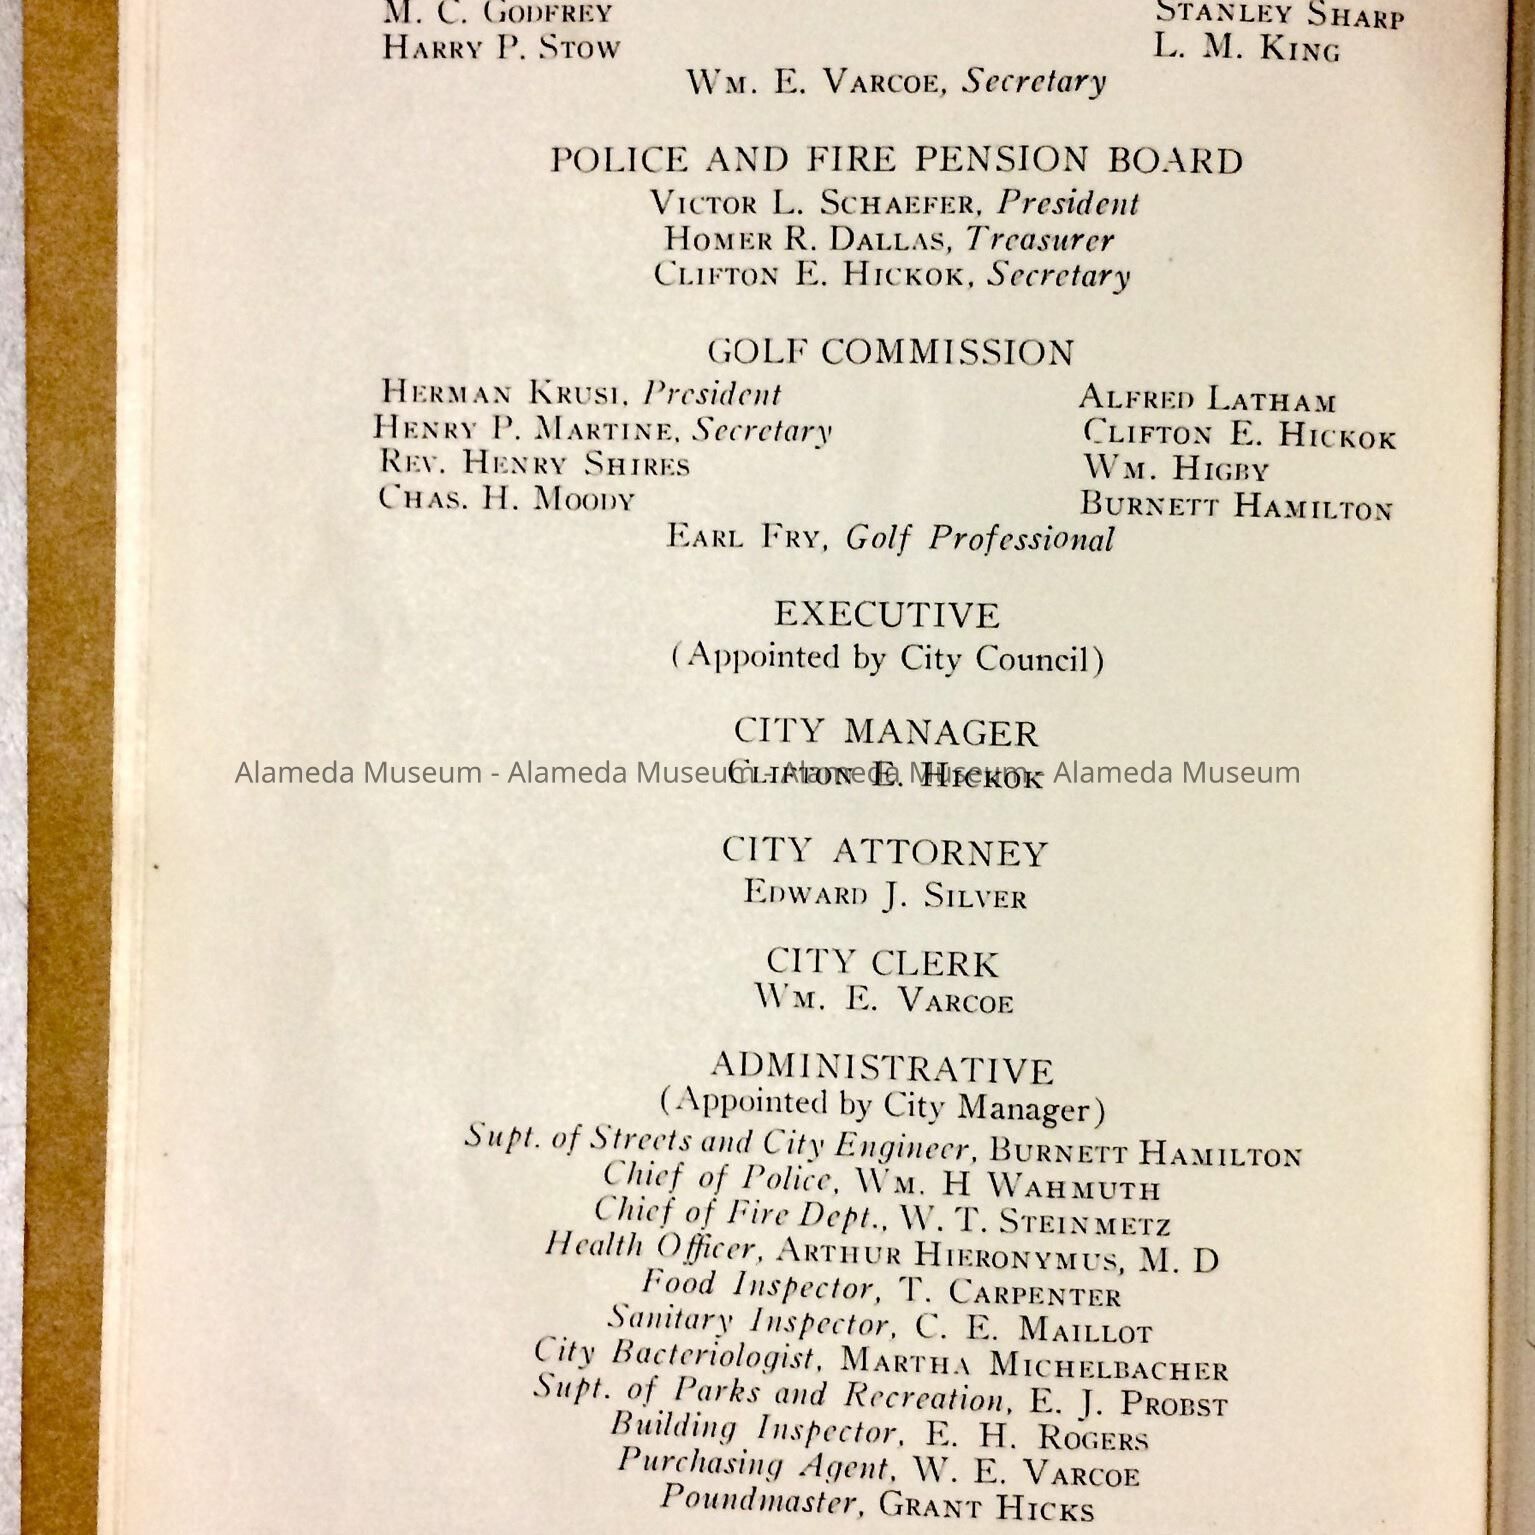 M. C. GODFREY STANLEY SHARP
HARRY P. STOW L. M. KING
WM. E. VARCOE, Secretary
POLICE AND FIRE PENSION BOARD
VICTOR L. SCHAEFER, President
HOMER R. DALLAS, Treasurer
CLIFTON E. HICKOK, Secretary
GOLF COMMISSION
HERMAN KRUSI, President ALFRED LATHAM
HENRY P. MARTINE, Secretary CLIFTON E. HICKOK
REV. HENRY SHIRES WM. HIGBY
CHAS. H. MOODY BURNETT HAMILTON
EARL FRY, Golf Professional
EXECUTIVE
(Appointed by City Council)
CITY MANAGER
CLIFTON E. HICKOK
Alameda Museum - Alameda Museum - Alameda Museum - Alameda Museum
CITY ATTORNEY
EDWARD J. SILVER
CITY CLERK
WM. E. VARCOE
ADMINISTRATIVE
(Appointed by City Manager)
Supt. of Streets and City Engineer, BURNETT HAMILTON
Chief of Police, WM. H WAHMUTH
Chief of Fire Dept., W. T. STEINMETZ
Health Officer, ARTHUR HIERONYMUS, M. D
Food Inspector, T. CARPENTER
Sanitary Inspector, C. E. MAILLOT
City Bacteriologist, MARTHA MICHELBACHER
Supt. of Parks and Recreation, E. J. PROBST
Building Inspector, E. H. ROGERS
Purchasing Agent, W. E. VARCOE
Poundmaster, GRANT HICKS